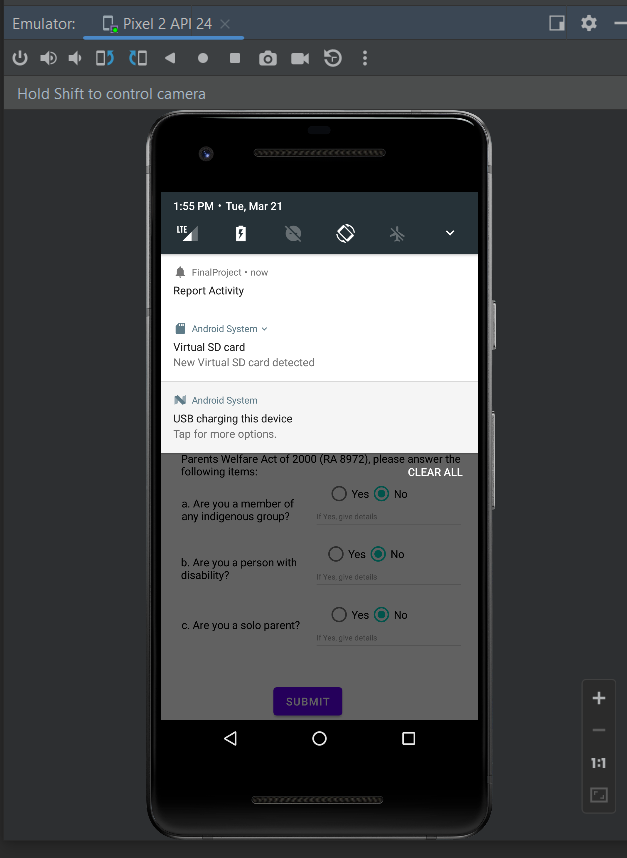 Emulator: Pixel 2 API 24
Hold Shift to control camera
1:55 PM • Tue, Mar 21
LTE
FinalProject • now
Report Activity
Android System
Virtual SD card
New Virtual SD card detected
Android System
USB charging this device
Tap for more options.
Parents Welfare Act of 2000 (RA 8972), please answer the
following items:
CLEAR ALL
a. Are you a member of
any indigenous group?
Yes No
If Yes, give details
b. Are you a person with
disability?
Yes No
If Yes, give details
c. Are you a solo parent?
Yes No
If Yes, give details
SUBMIT
1:1